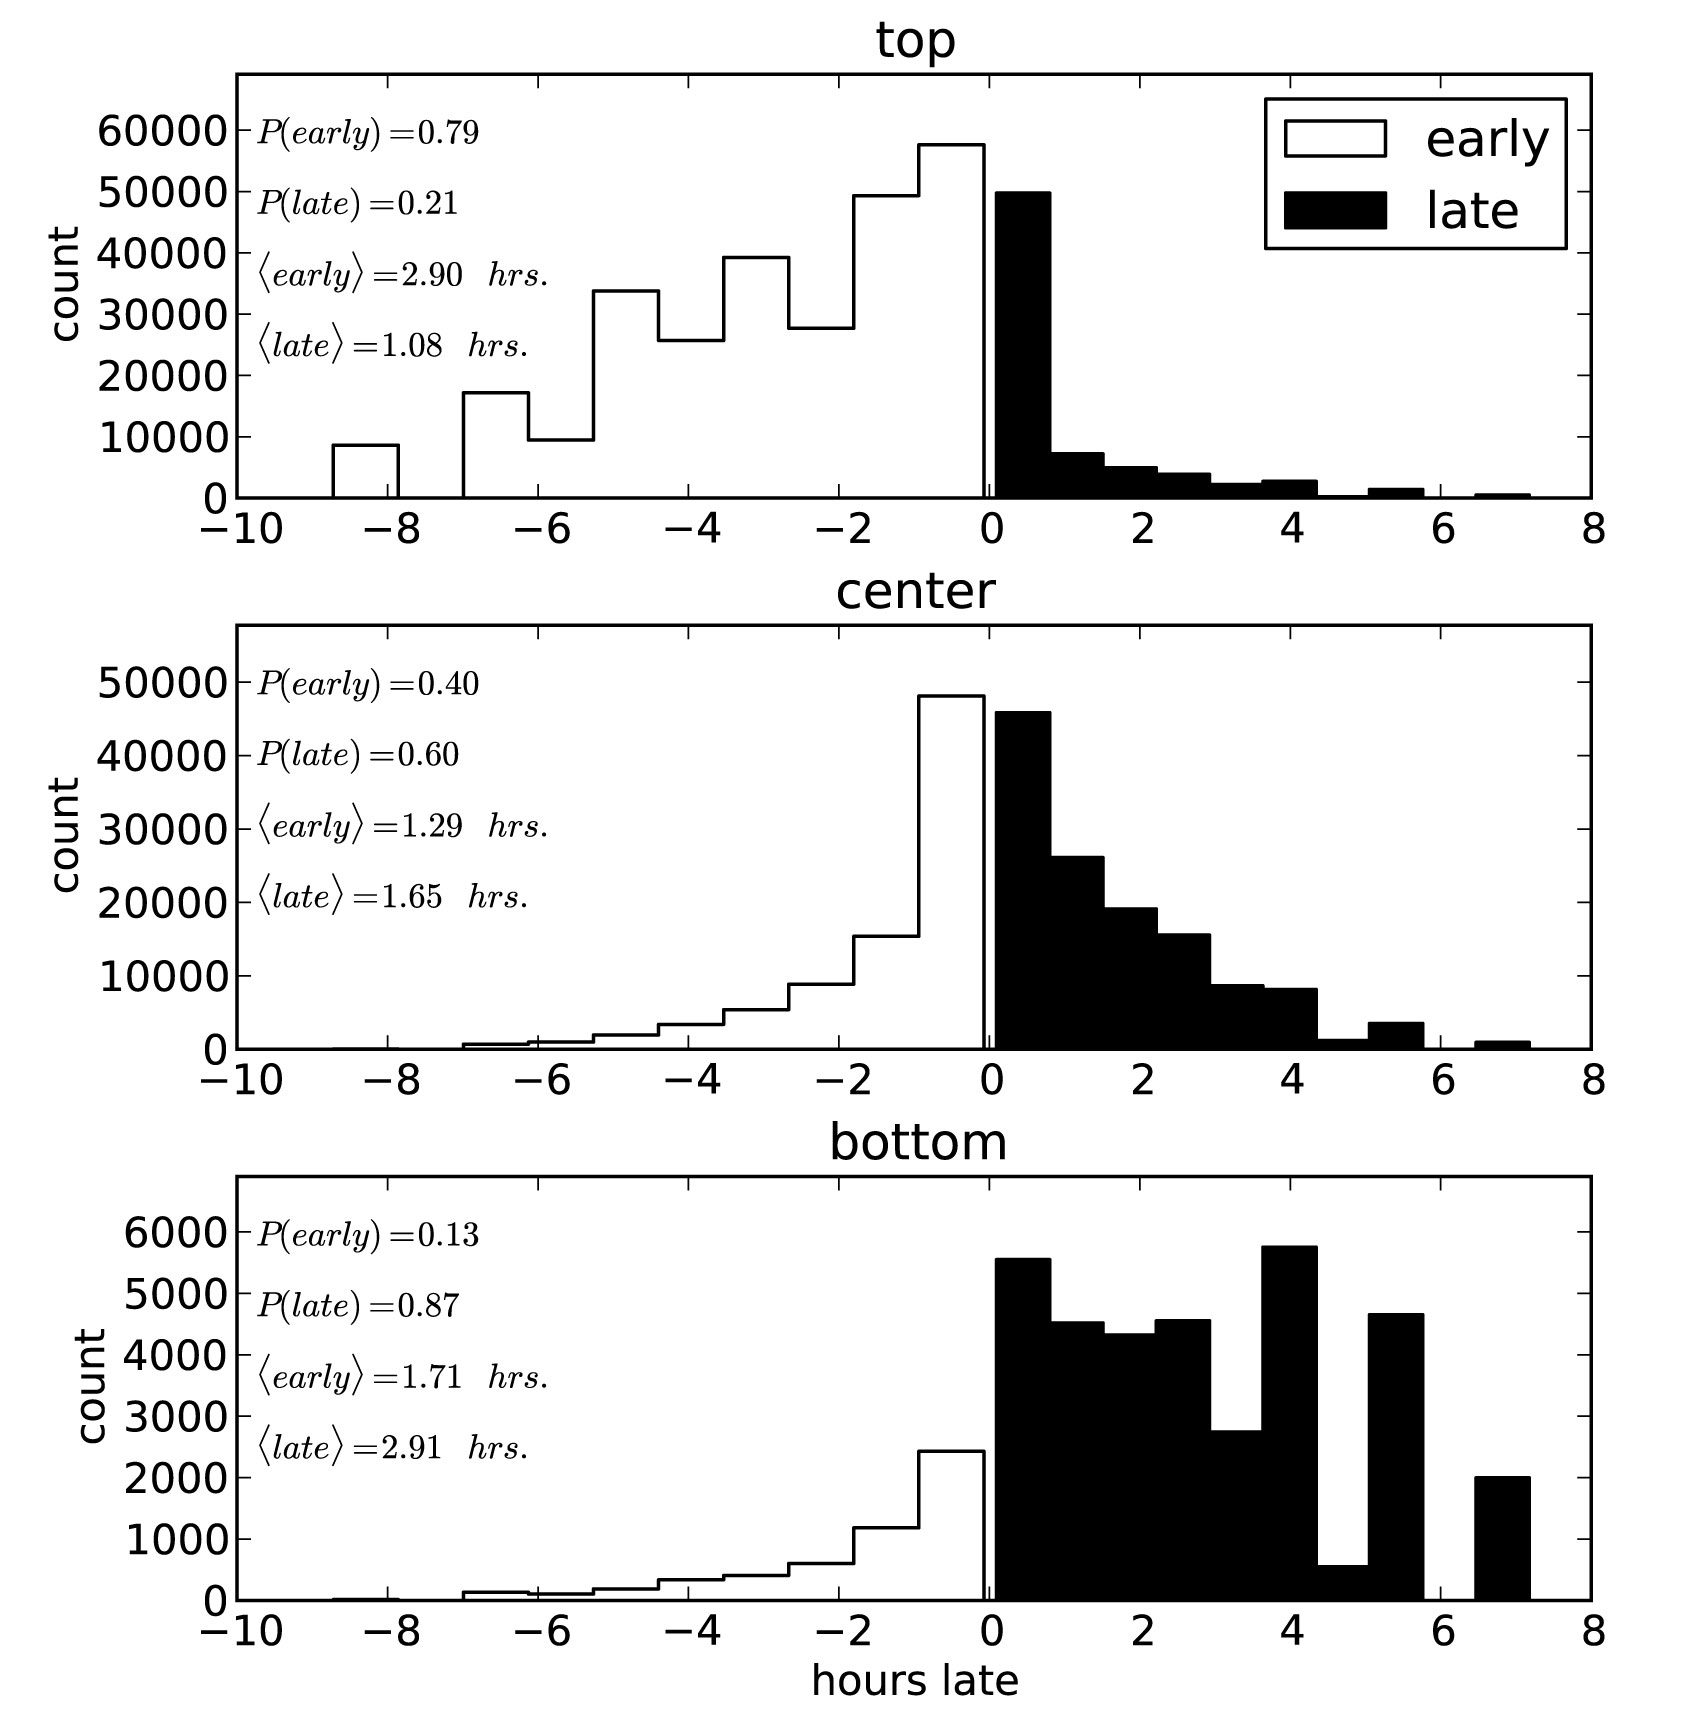 top
count
60000
50000
40000
30000
20000
10000
0
P(early)=0.79
P(late)=0.21
⟨early⟩=2.90 hrs.
⟨late⟩=1.08 hrs.
early
late
−10 −8 −6 −4 −2 0 2 4 6 8
center
count
50000
40000
30000
20000
10000
0
P(early)=0.40
P(late)=0.60
⟨early⟩=1.29 hrs.
⟨late⟩=1.65 hrs.
−10 −8 −6 −4 −2 0 2 4 6 8
bottom
count
6000
5000
4000
3000
2000
1000
0
P(early)=0.13
P(late)=0.87
⟨early⟩=1.71 hrs.
⟨late⟩=2.91 hrs.
−10 −8 −6 −4 −2 0 2 4 6 8
hours late